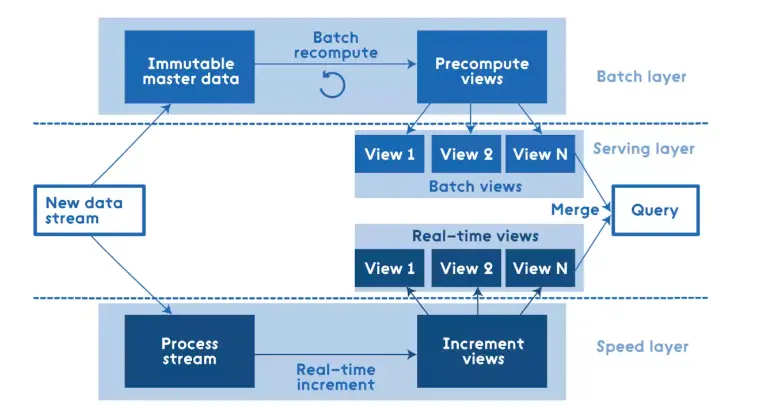 Immutable
master data
Batch
recompute
Precompute
views
Batch layer
View 1
View 2
View N
Serving layer
Batch views
New data
stream
Merge
Query
Real-time views
View 1
View 2
View N
Process
stream
Real-time
increment
Increment
views
Speed layer